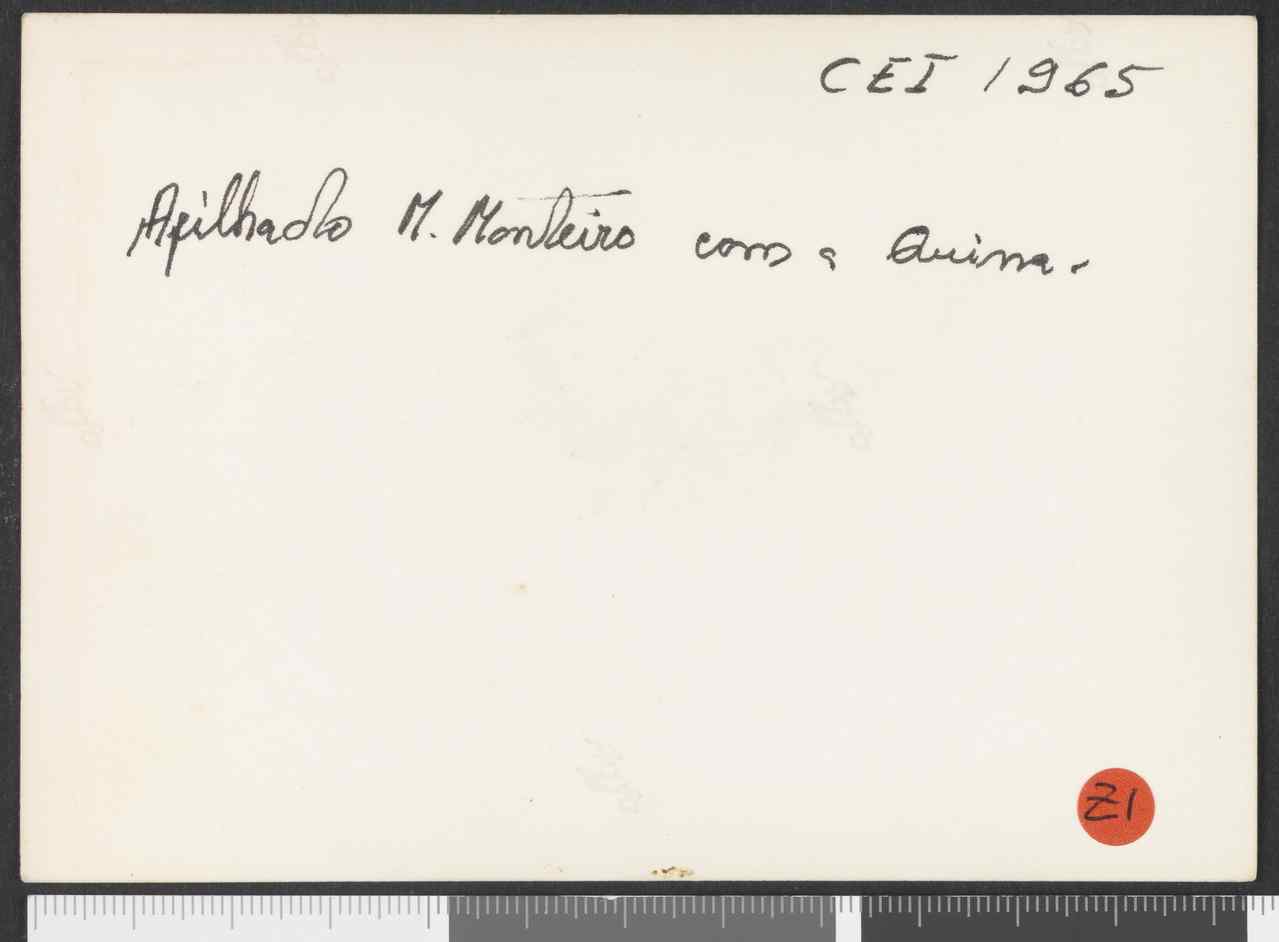 CEI 1965
Afilhado M. Monteiro com a Quina.
Z1